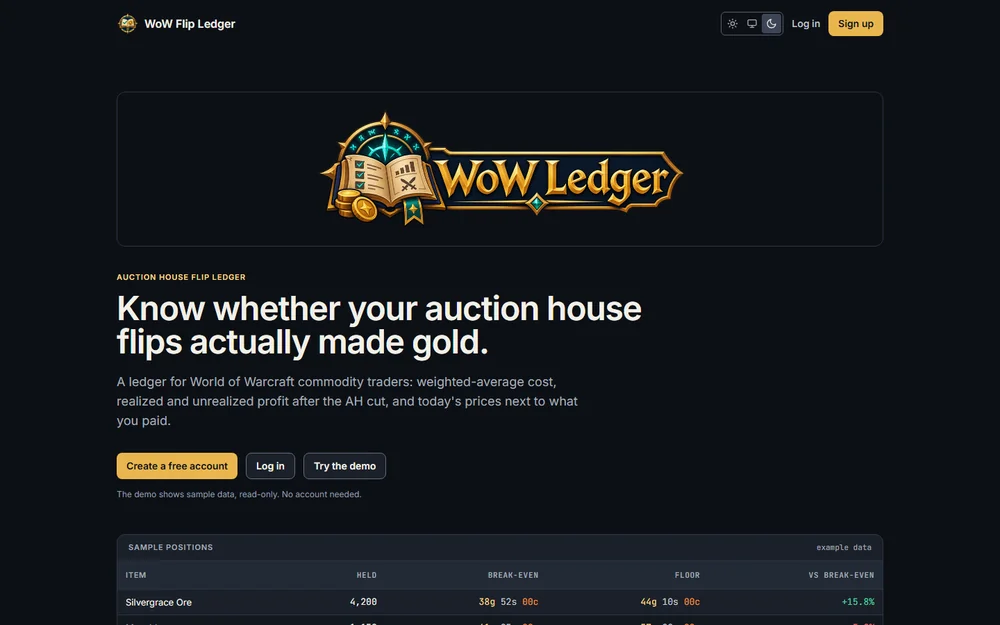 WoW Flip Ledger
Log in
Sign up
WoW Ledger
AUCTION HOUSE FLIP LEDGER
Know whether your auction house
flips actually made gold.
A ledger for World of Warcraft commodity traders: weighted-average cost,
realized and unrealized profit after the AH cut, and today's prices next to what
you paid.
Create a free account
Log in
Try the demo
The demo shows sample data, read-only. No account needed.
SAMPLE POSITIONS
example data
ITEM HELD BREAK-EVEN FLOOR VS BREAK-EVEN
Silvergrace Ore 4,200 38g 52s 00c 44g 10s 00c +15.8%